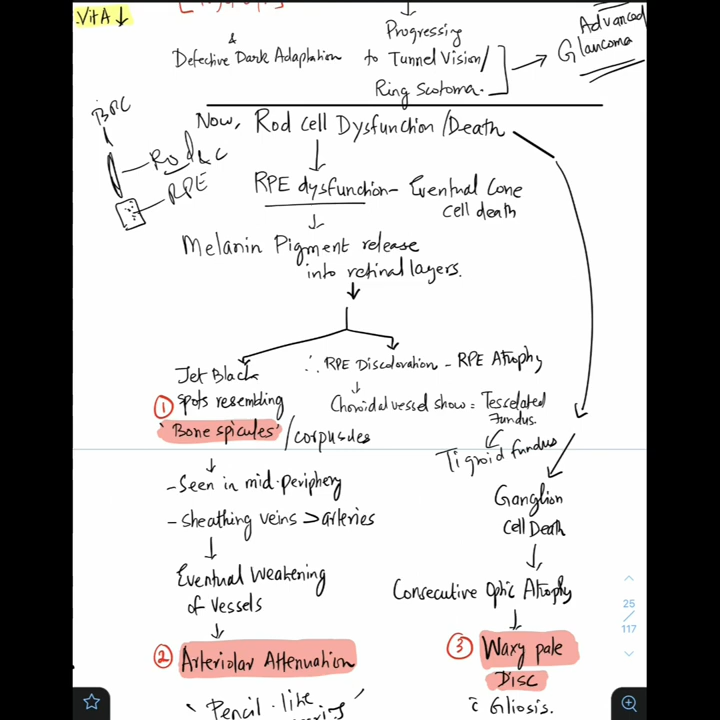 Vit A ↓
&
Defective Dark Adaptation
Progressing
to Tunnel Vision/
Ring Scotoma.
Advanced
Glaucoma
Now, Rod cell Dysfunction/Death
BPC
Rod & C
RPE
RPE dysfunction - Eventual Cone
cell death
Melanin Pigment release
into retinal layers.
Jet Black
① spots resembling
'Bone spicules' /corpuscles
- Seen in mid-periphery
- Sheathing veins > arteries
Eventual Weakening
of Vessels
② Arteriolar Attenuation
"Pencil-like
∴ RPE Discoloration - RPE Atrophy
Choroidal vessel show = Tesselated
Fundus.
Tigroid fundus
Ganglion
Cell Death
Consecutive Optic Atrophy
③ Waxy pale
Disc
c̄ Gliosis.
25
/
117